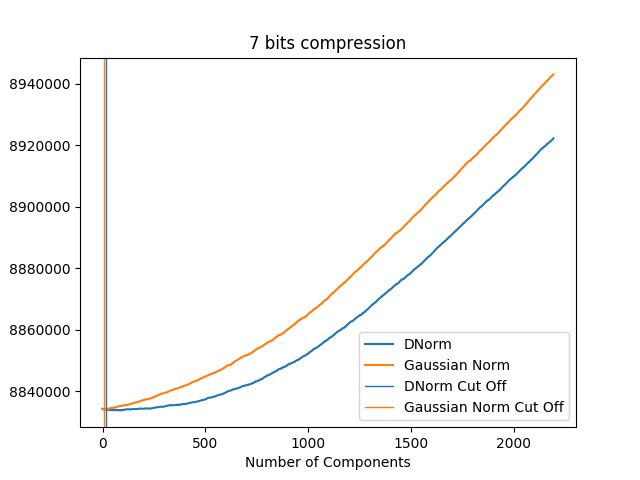 7 bits compression
8940000
8920000
8900000
8880000
8860000
8840000
DNorm
Gaussian Norm
DNorm Cut Off
Gaussian Norm Cut Off
0 500 1000 1500 2000
Number of Components